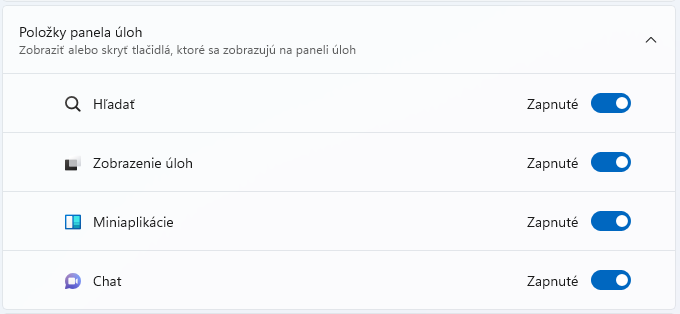 Položky panela úloh
Zobraziť alebo skryť tlačidlá, ktoré sa zobrazujú na paneli úloh
Hľadať Zapnuté
Zobrazenie úloh Zapnuté
Miniaplikácie Zapnuté
Chat Zapnuté